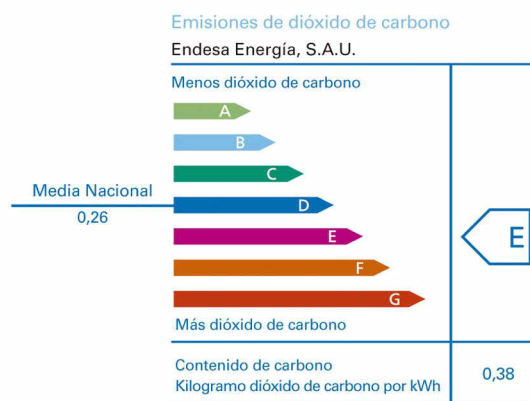 Emisiones de dióxido de carbono
Endesa Energía, S.A.U.
Menos dióxido de carbono
A
B
C
Media Nacional
0,26
D
E
E
F
G
Más dióxido de carbono
Contenido de carbono
Kilogramo dióxido de carbono por kWh
0,38